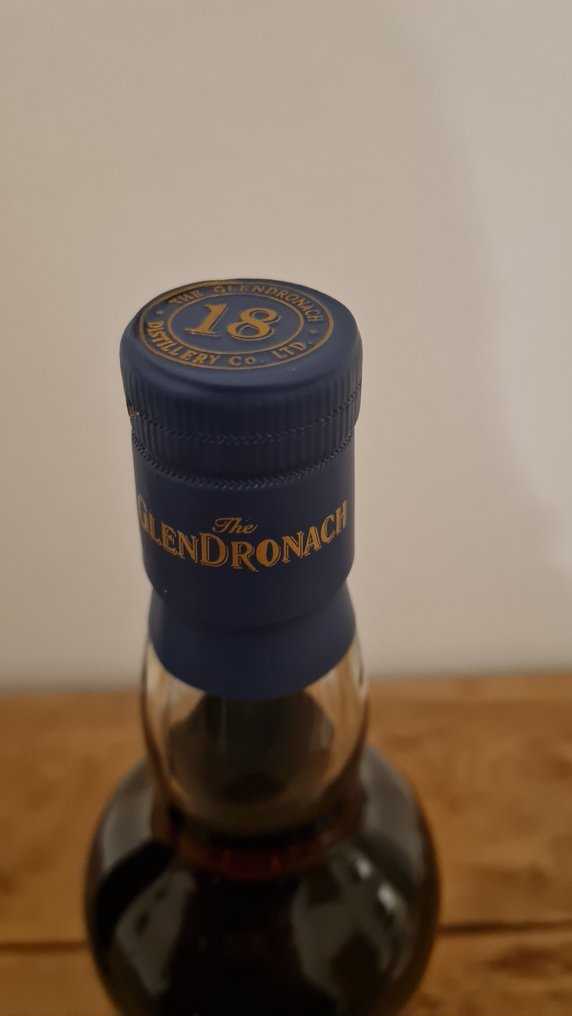 THE GLENDRONACH
18
DISTILLERY CO. LTD.
The
GLENDRONACH